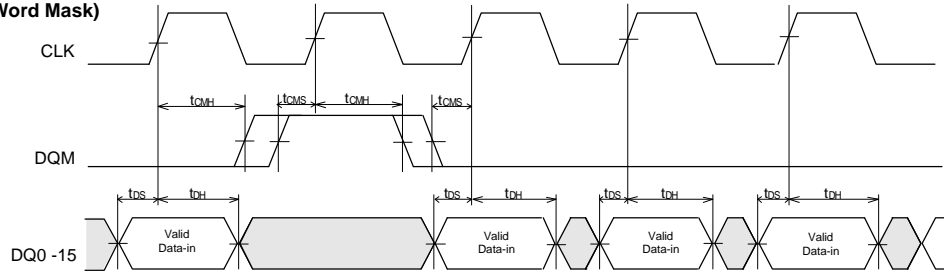 Word Mask)
CLK
tCMH tCMS tCMH tCMS
DQM
tDS tDH tDS tDH tDS tDH tDS tDH
Valid Data-in Valid Data-in Valid Data-in Valid Data-in
DQ0 -15